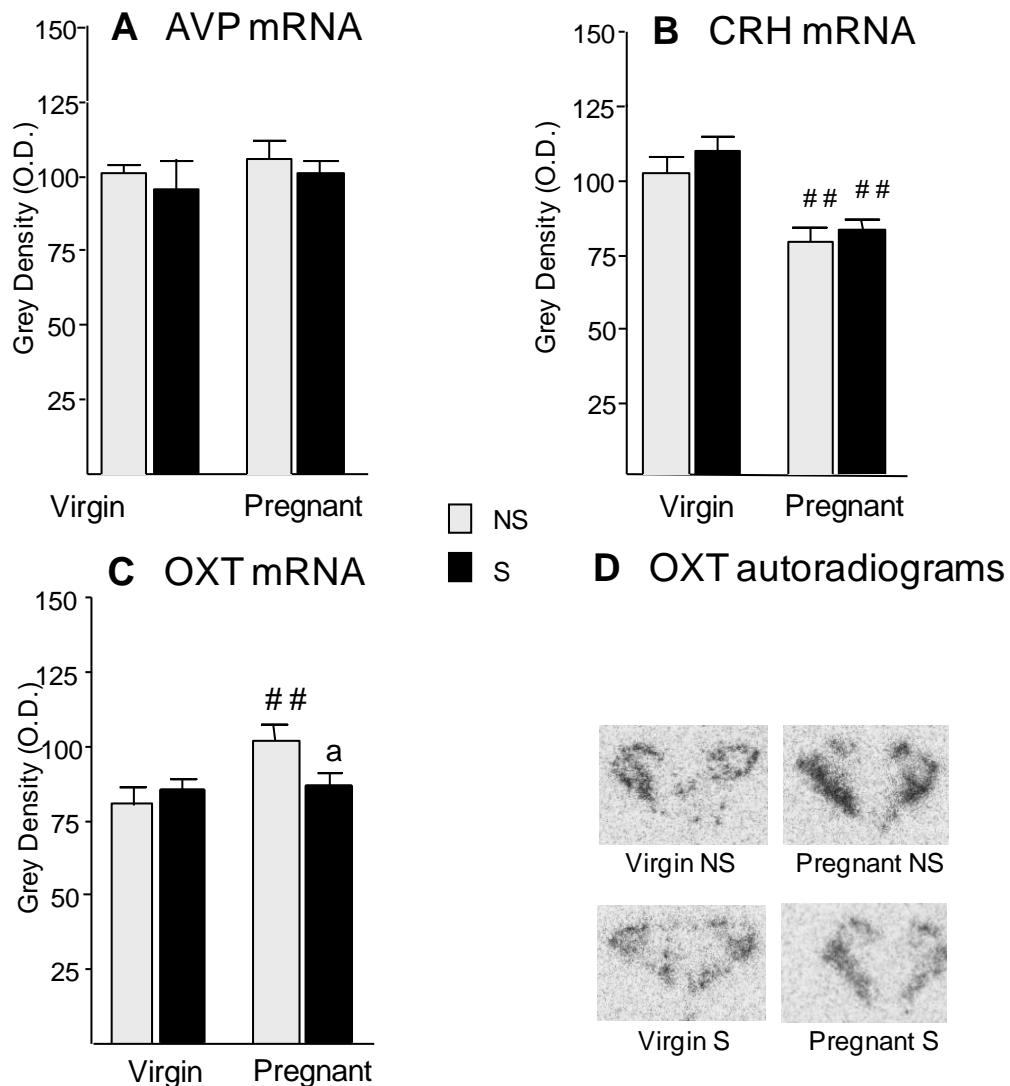 A AVP mRNA
150
125
100
75
50
25
Grey Density (O.D.)
Virgin Pregnant
B CRH mRNA
150
125
100
75
50
25
Grey Density (O.D.)
# # # #
Virgin Pregnant
NS
S
C OXT mRNA
150
125
100
75
50
25
Grey Density (O.D.)
# #
a
Virgin Pregnant
D OXT autoradiograms
Virgin NS Pregnant NS
Virgin S Pregnant S